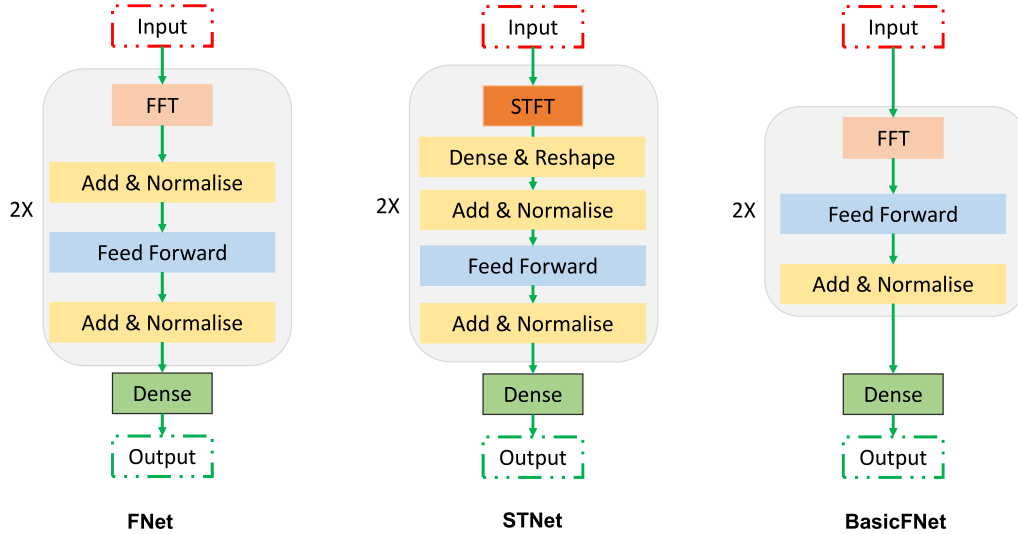 Input
FFT
Add & Normalise
2X
Feed Forward
Add & Normalise
Dense
Output
FNet
Input
STFT
Dense & Reshape
2X
Add & Normalise
Feed Forward
Add & Normalise
Dense
Output
STNet
Input
FFT
2X
Feed Forward
Add & Normalise
Dense
Output
BasicFNet